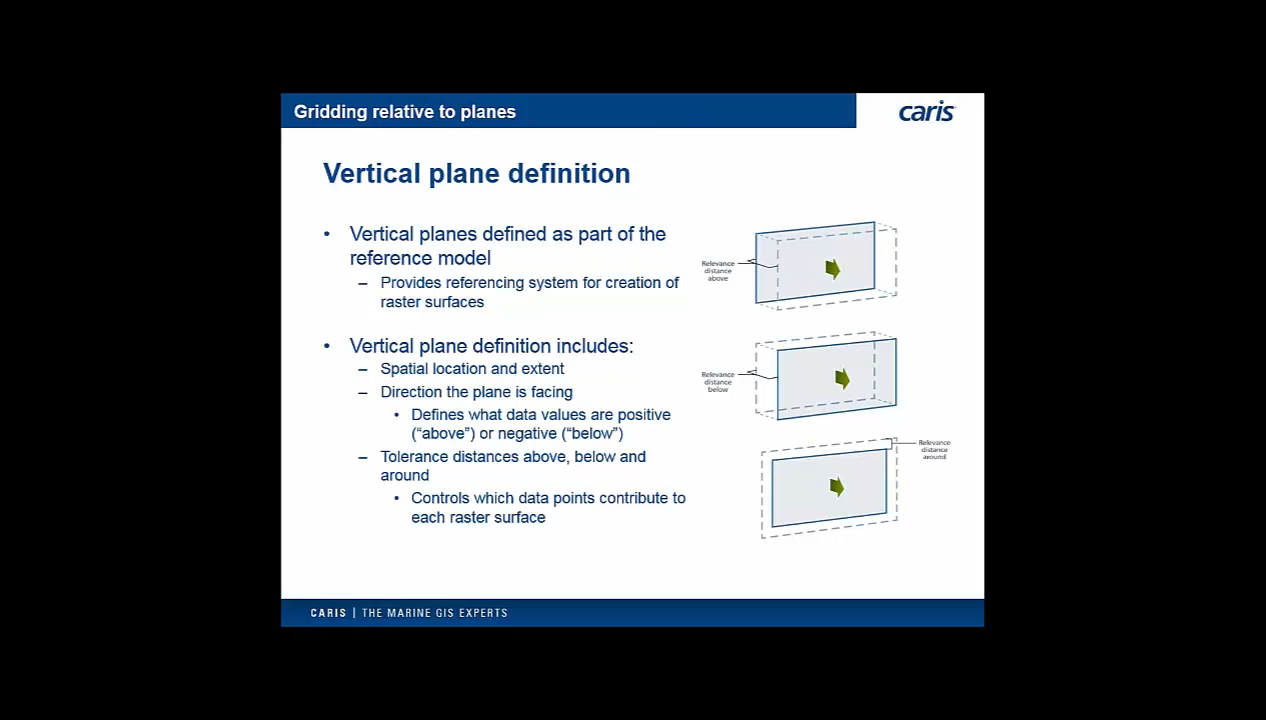 Gridding relative to planes
caris
Vertical plane definition
• Vertical planes defined as part of the
reference model
– Provides referencing system for creation of
raster surfaces
• Vertical plane definition includes:
– Spatial location and extent
– Direction the plane is facing
• Defines what data values are positive
(“above”) or negative (“below”)
– Tolerance distances above, below and
around
• Controls which data points contribute to
each raster surface
Relevance
distance
above
Relevance
distance
below
Relevance
distance
around
CARIS | THE MARINE GIS EXPERTS